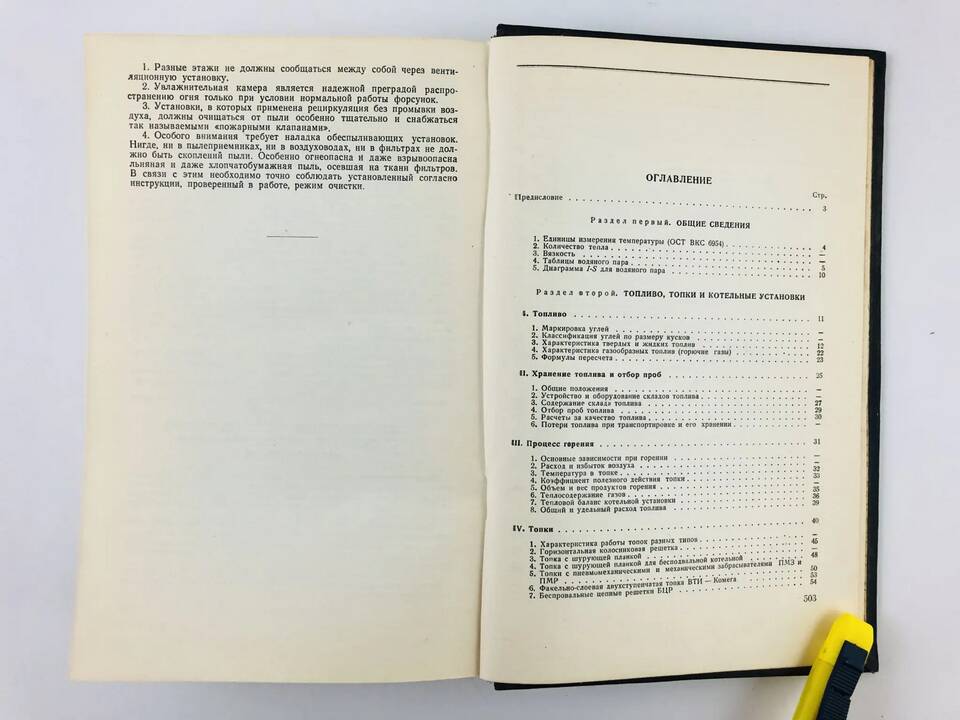 1. Разные этажи не должны сообщаться между собой через венти-
ляционную установку.
2. Увлажнительная камера является надежной преградой распро-
странению огня только при условии нормальной работы форсунок.
3. Установки, в которых применена рециркуляция без промывки воз-
духа, должны очищаться от пыли особенно тщательно и снабжаться
так называемыми «пожарными клапанами».
4. Особого внимания требует наладка обеспыливающих установок.
Нигде, ни в пылеприемниках, ни в воздуховодах, ни в фильтрах не дол-
жно быть скоплений пыли. Особенно огнеопасна и даже взрывоопасна
льняная и даже хлопчатобумажная пыль, осевшая на ткани фильтров.
В связи с этим необходимо точно соблюдать установленный согласно
инструкции, проверенный в работе, режим очистки.
ОГЛАВЛЕНИЕ
Стр.
Предисловие . . . 3
Раздел первый. ОБЩИЕ СВЕДЕНИЯ
1. Единицы измерения температуры (ОСТ ВКС 6954) . . . 4
2. Количество тепла . . . —
3. Вязкость . . . —
4. Таблицы водяного пара . . . 5
5. Диаграмма I-S для водяного пара . . . 10
Раздел второй. ТОПЛИВО, ТОПКИ И КОТЕЛЬНЫЕ УСТАНОВКИ
I. Топливо . . . 11
1. Маркировка углей . . . —
2. Классификация углей по размеру кусков . . . —
3. Характеристика твердых и жидких топлив . . . 12
4. Характеристика газообразных топлив (горючие газы) . . . 22
5. Формулы пересчета . . . 23
II. Хранение топлива и отбор проб . . . 25
1. Общие положения . . . —
2. Устройство и оборудование складов топлива . . . —
3. Содержание склада топлива . . . 27
4. Отбор проб топлива . . . 29
5. Расчеты за качество топлива . . . 30
6. Потери топлива при транспортировке и его хранении . . . —
III. Процесс горения . . . 31
1. Основные зависимости при горении . . . —
2. Расход и избыток воздуха . . . 32
3. Температура в топке . . . 33
4. Коэффициент полезного действия топки . . . —
5. Объем и вес продуктов горения . . . 35
6. Теплосодержание газов . . . 36
7. Тепловой баланс котельной установки . . . 39
8. Общий и удельный расход топлива . . . —
IV. Топки . . . 40
1. Характеристика работы топок разных типов . . . 45
2. Горизонтальная колосниковая решетка . . . —
3. Топка с шурующей планкой . . . 48
4. Топка с шурующей планкой для бесподвальной котельной . . . —
5. Топки с пневмомеханическими и механическими забрасывателями ПМЗ и
ПМР . . . 50
6. Факельно-слоевая двухступенчатая топка ВТИ — Комега . . . 53
7. Беспровальные цепные решетки БЦР . . . 54
503